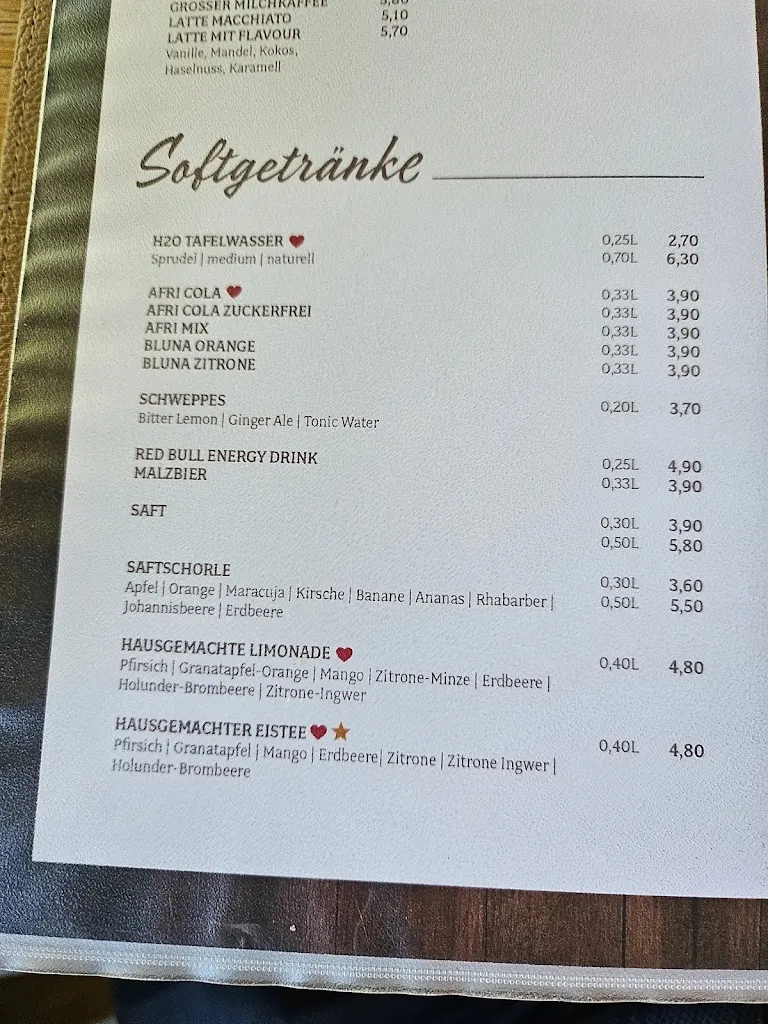 GROSSER MILCHKAFFEE 5,80
LATTE MACCHIATO 5,10
LATTE MIT FLAVOUR 5,70
Vanille, Mandel, Kokos,
Haselnuss, Karamell
Softgetränke
H2O TAFELWASSER ❤ 0,25L 2,70
Sprudel | medium | naturell 0,70L 6,30
AFRI COLA ❤ 0,33L 3,90
AFRI COLA ZUCKERFREI 0,33L 3,90
AFRI MIX 0,33L 3,90
BLUNA ORANGE 0,33L 3,90
BLUNA ZITRONE 0,33L 3,90
SCHWEPPES 0,20L 3,70
Bitter Lemon | Ginger Ale | Tonic Water
RED BULL ENERGY DRINK 0,25L 4,90
MALZBIER 0,33L 3,90
SAFT 0,30L 3,90
0,50L 5,80
SAFTSCHORLE 0,30L 3,60
Apfel | Orange | Maracuja | Kirsche | Banane | Ananas | Rhabarber | 0,50L 5,50
Johannisbeere | Erdbeere
HAUSGEMACHTE LIMONADE ❤ 0,40L 4,80
Pfirsich | Granatapfel-Orange | Mango | Zitrone-Minze | Erdbeere |
Holunder-Brombeere | Zitrone-Ingwer
HAUSGEMACHTER EISTEE ❤ ★ 0,40L 4,80
Pfirsich | Granatapfel | Mango | Erdbeere| Zitrone | Zitrone Ingwer |
Holunder-Brombeere